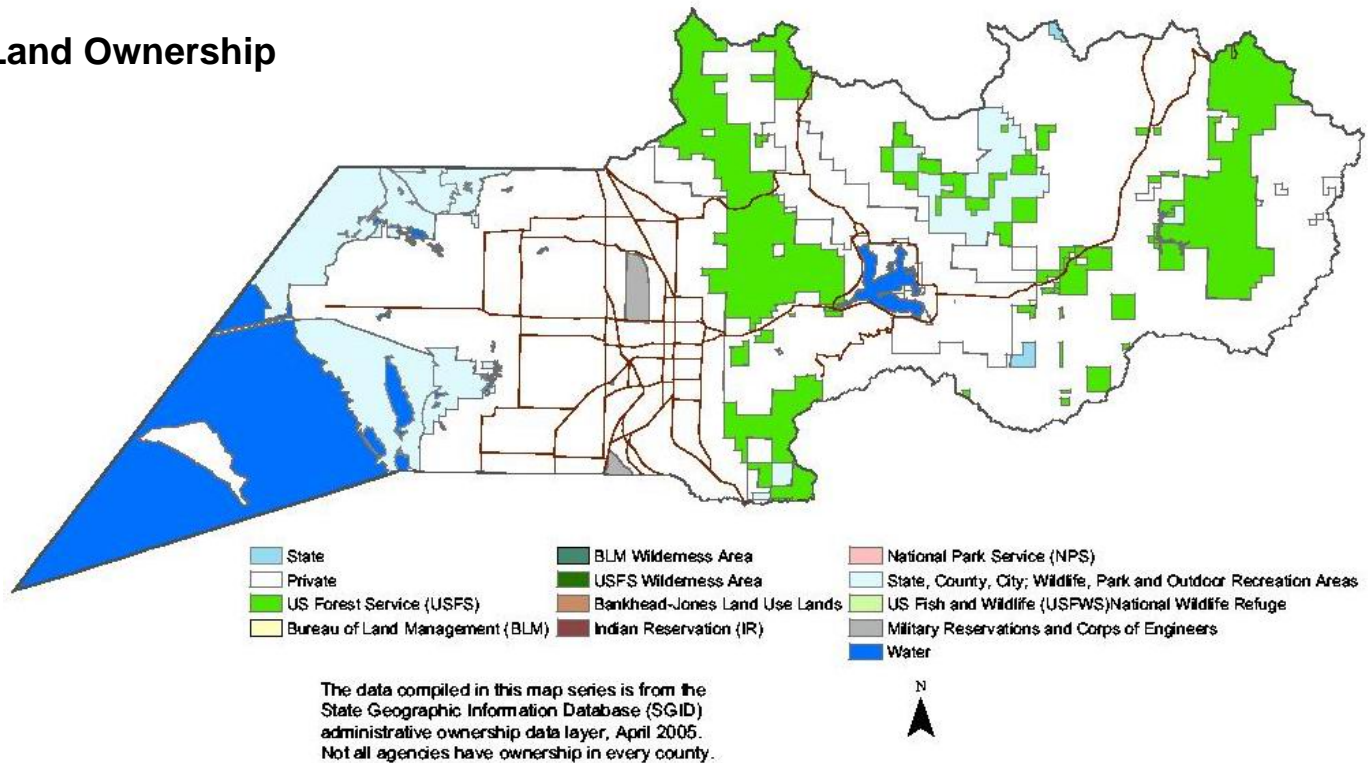 Land Ownership
State
Private
US Forest Service (USFS)
Bureau of Land Management (BLM)
BLM Wilderness Area
USFS Wilderness Area
Bankhead-Jones Land Use Lands
Indian Reservation (IR)
National Park Service (NPS)
State, County, City; Wildlife, Park and Outdoor Recreation Areas
US Fish and Wildlife (USFWS)National Wildlife Refuge
Military Reservations and Corps of Engineers
Water
The data compiled in this map series is from the
State Geographic Information Database (SGID)
administrative ownership data layer, April 2005.
Not all agencies have ownership in every county.
N